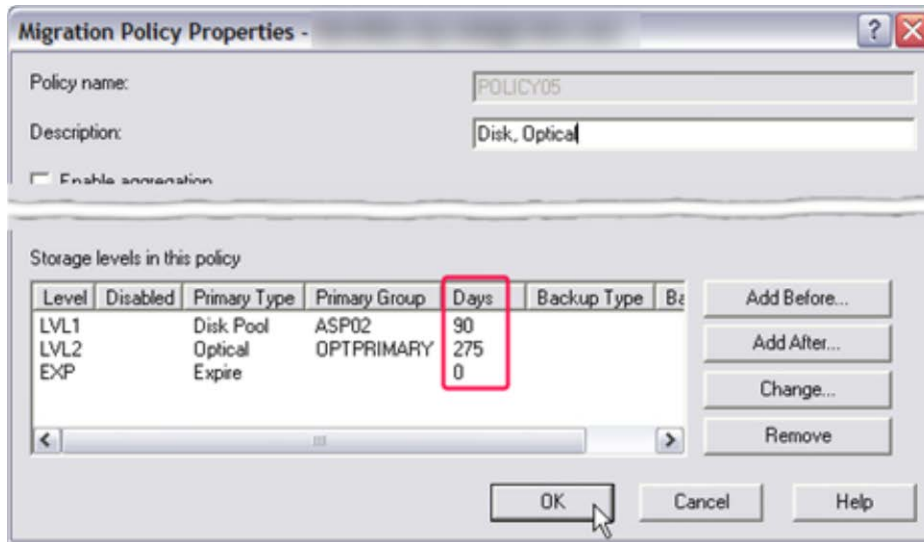 Migration Policy Properties -
Policy name: POLICY05
Description: Disk, Optical
Enable aggregation
Storage levels in this policy
Level Disabled Primary Type Primary Group Days Backup Type Ba
LVL1 Disk Pool ASP02 90
LVL2 Optical OPTPRIMARY 275
EXP Expire 0
Add Before...
Add After...
Change...
Remove
OK Cancel Help